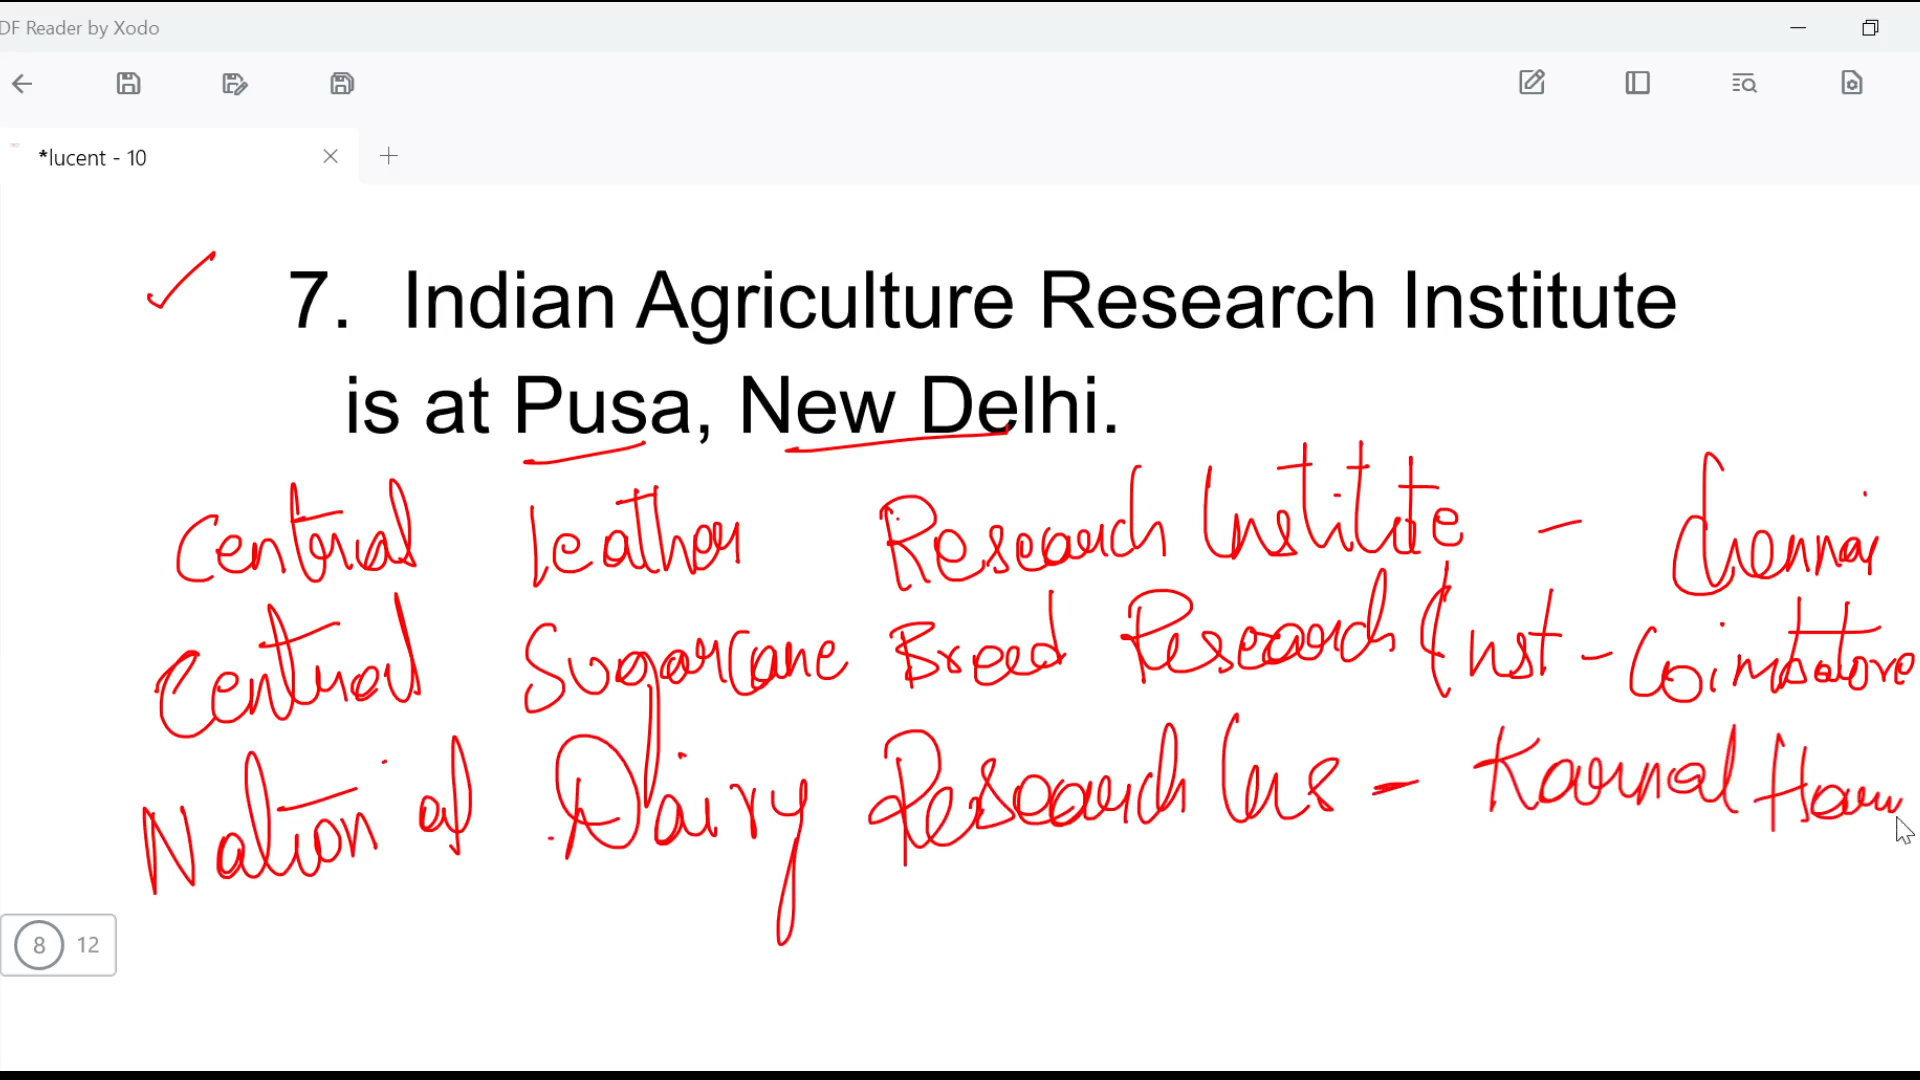 DF Reader by Xodo
*lucent - 10
7. Indian Agriculture Research Institute
is at Pusa, New Delhi.
Central Leather Research Institute - Chennai
Central SugarCane Breed Research Inst - Coimbatore
Nation al Dairy Research Ins - Karnal Har
8 12